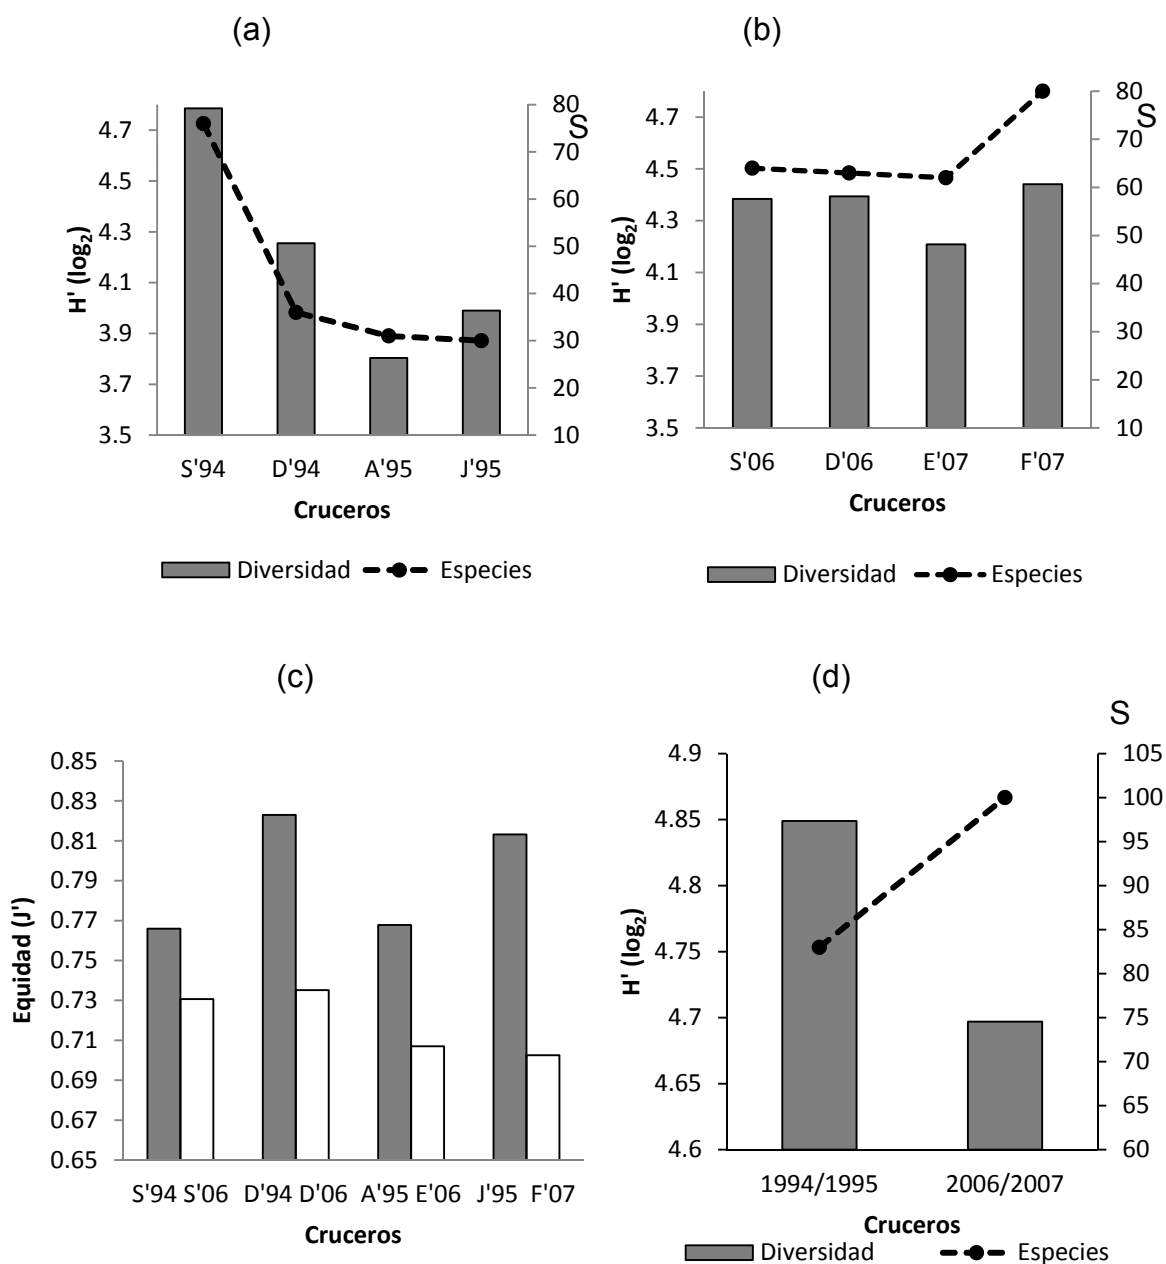 (a)
(b)
4.7
4.5
4.3
4.1
3.9
3.7
3.5
H' (log₂)
80
70
60
50
40
30
20
10
S
S'94 D'94 A'95 J'95
Cruceros
Diversidad Especies
4.7
4.5
4.3
4.1
3.9
3.7
3.5
H' (log₂)
80
70
60
50
40
30
20
10
S
S'06 D'06 E'07 F'07
Cruceros
Diversidad Especies
(c)
(d)
0.85
0.83
0.81
0.79
0.77
0.75
0.73
0.71
0.69
0.67
0.65
Equidad (J')
S'94 S'06 D'94 D'06 A'95 E'06 J'95 F'07
Cruceros
S
4.9
4.85
4.8
4.75
4.7
4.65
4.6
H' (log₂)
105
100
95
90
85
80
75
70
65
60
1994/1995 2006/2007
Cruceros
Diversidad Especies